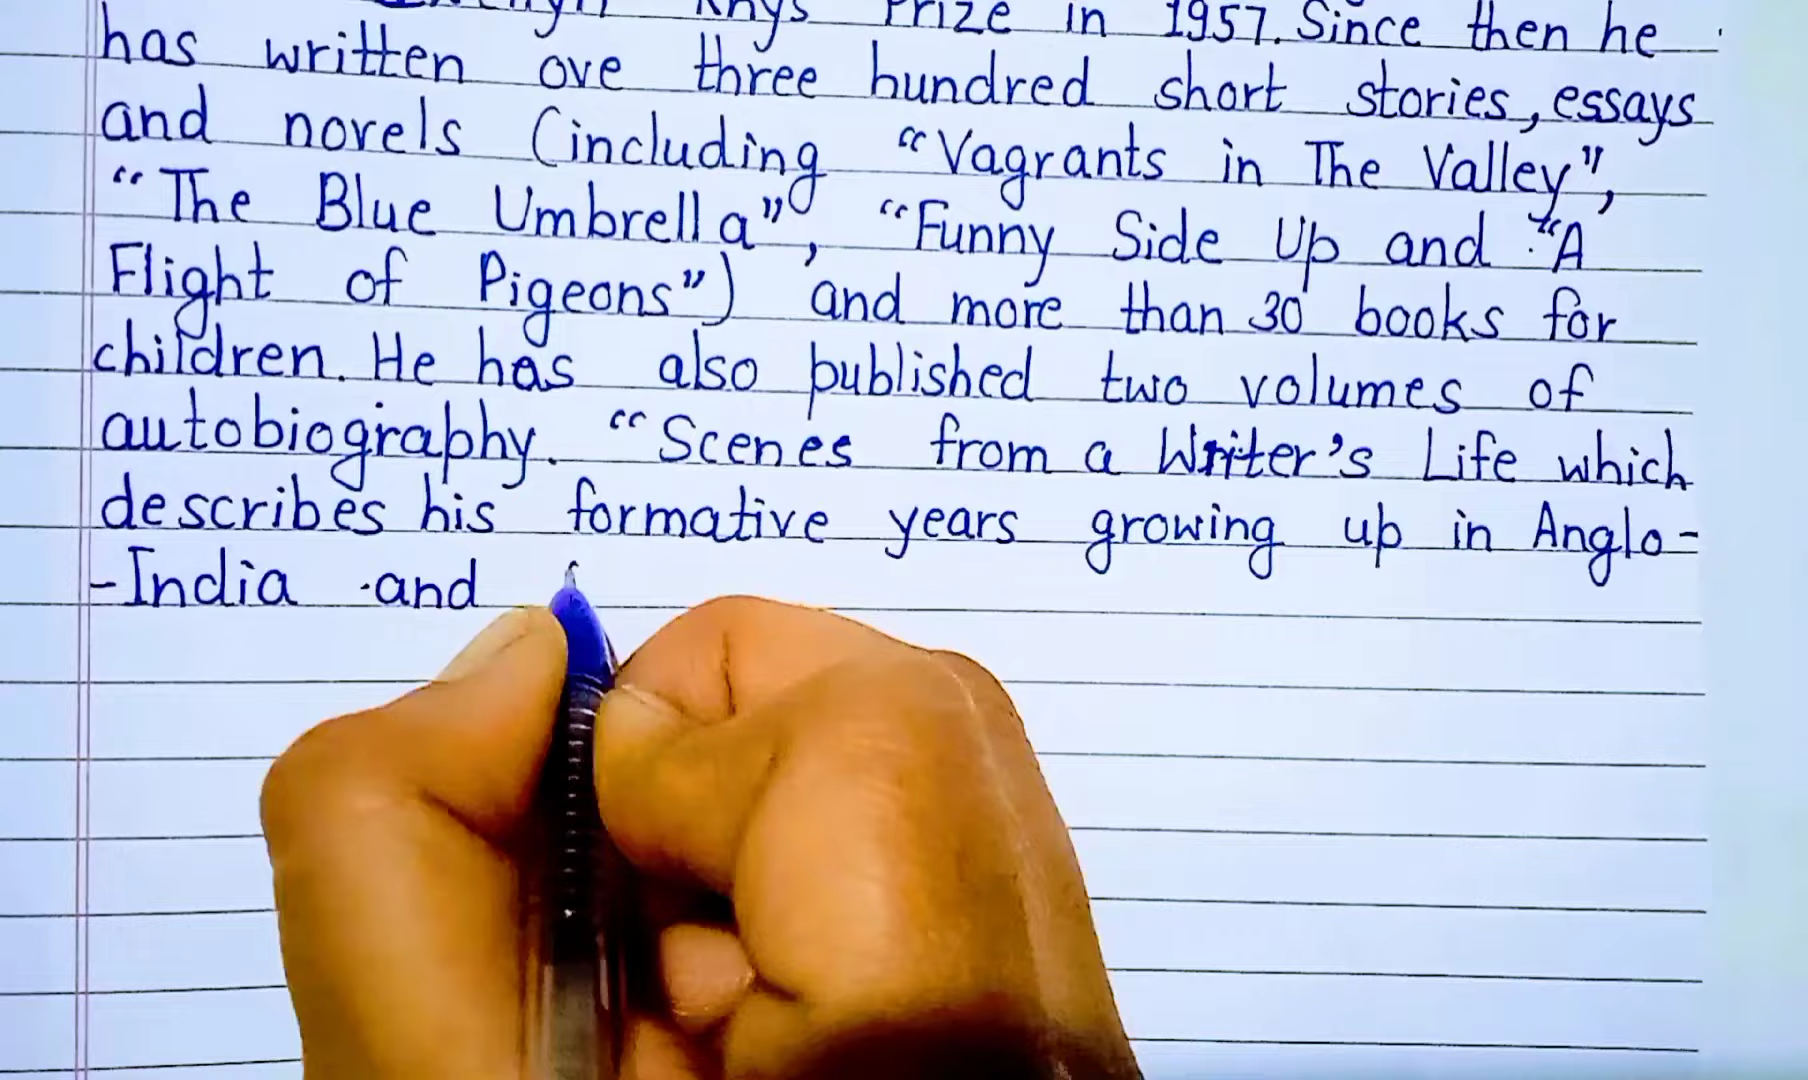 Rhys Prize in 1957. Since then he
has written ove three hundred short stories, essays
and novels (including "Vagrants in The Valley",
"The Blue Umbrella", "Funny Side Up and "A
Flight of Pigeons") and more than 30 books for
children. He has also published two volumes of
autobiography. "Scenes from a Writer's Life which
describes his formative years growing up in Anglo-
-India and